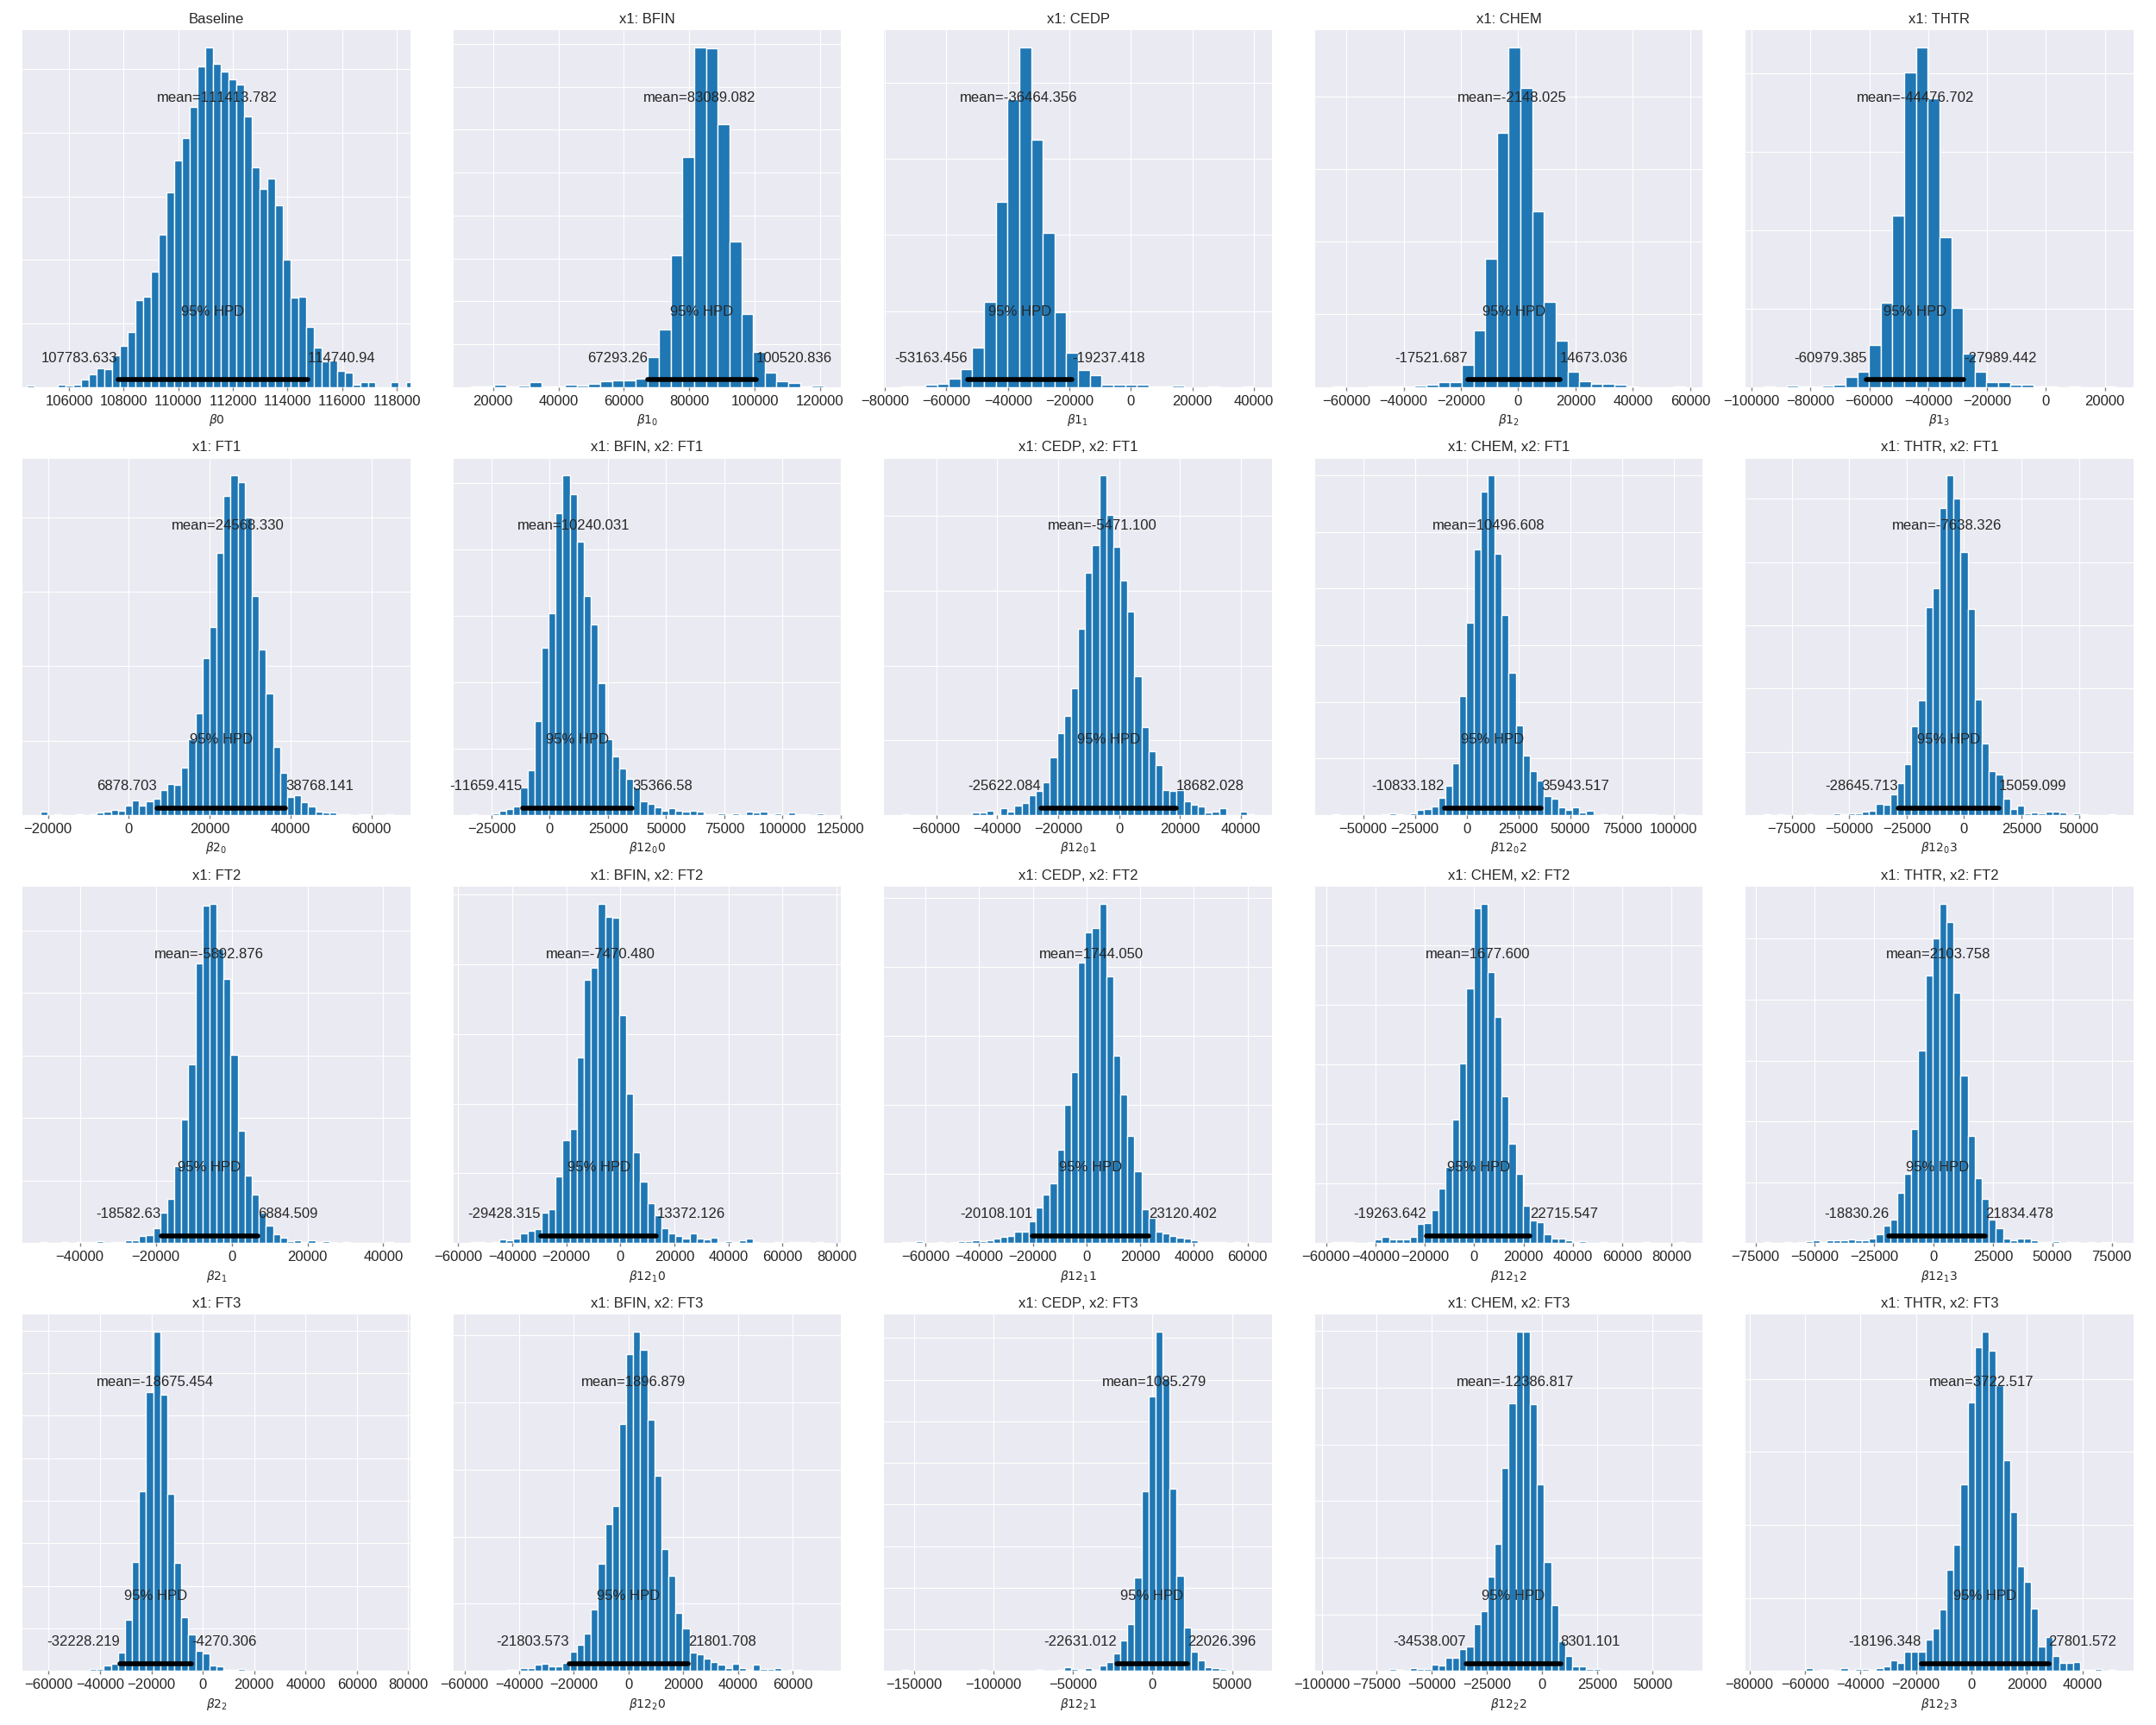 Baseline
x1: BFIN
x1: CEDP
x1: CHEM
x1: THTR
mean=111413.782
mean=83089.082
mean=-36464.356
mean=-2148.025
mean=-44476.702
95% HPD
95% HPD
95% HPD
95% HPD
95% HPD
107783.633 114740.94
67293.26 100520.836
-53163.456 -19237.418
-17521.687 14673.036
-60979.385 -27989.442
106000 108000 110000 112000 114000 116000 118000
20000 40000 60000 80000 100000 120000
−80000 −60000 −40000 −20000 0 20000 40000
−60000 −40000 −20000 0 20000 40000 60000
−100000 −80000 −60000 −40000 −20000 0 20000
β0
β1₀
β1₁
β1₂
β1₃
x1: FT1
x1: BFIN, x2: FT1
x1: CEDP, x2: FT1
x1: CHEM, x2: FT1
x1: THTR, x2: FT1
mean=24568.330
mean=10240.031
mean=-5471.100
mean=10496.608
mean=-7638.326
95% HPD
95% HPD
95% HPD
95% HPD
95% HPD
6878.703 38768.141
-11659.415 35366.58
-25622.084 18682.028
-10833.182 35943.517
-28645.713 15059.099
−20000 0 20000 40000 60000
−25000 0 25000 50000 75000 100000 125000
−60000 −40000 −20000 0 20000 40000
−50000 −25000 0 25000 50000 75000 100000
−75000 −50000 −25000 0 25000 50000
β2₀
β12₀0
β12₀1
β12₀2
β12₀3
x1: FT2
x1: BFIN, x2: FT2
x1: CEDP, x2: FT2
x1: CHEM, x2: FT2
x1: THTR, x2: FT2
mean=-5892.876
mean=-7470.480
mean=1744.050
mean=1677.600
mean=2103.758
95% HPD
95% HPD
95% HPD
95% HPD
95% HPD
-18582.63 6884.509
-29428.315 13372.126
-20108.101 23120.402
-19263.642 22715.547
-18830.26 21834.478
−40000 −20000 0 20000 40000
−60000 −40000 −20000 0 20000 40000 60000 80000
−60000 −40000 −20000 0 20000 40000 60000
−60000 −40000 −20000 0 20000 40000 60000 80000
−75000 −50000 −25000 0 25000 50000 75000
β2₁
β12₁0
β12₁1
β12₁2
β12₁3
x1: FT3
x1: BFIN, x2: FT3
x1: CEDP, x2: FT3
x1: CHEM, x2: FT3
x1: THTR, x2: FT3
mean=-18675.454
mean=1896.879
mean=1085.279
mean=-12386.817
mean=3722.517
95% HPD
95% HPD
95% HPD
95% HPD
95% HPD
-32228.219 -4270.306
-21803.573 21801.708
-22631.012 22026.396
-34538.007 8301.101
-18196.348 27801.572
−60000 −40000 −20000 0 20000 40000 60000 80000
−60000 −40000 −20000 0 20000 40000 60000
−150000 −100000 −50000 0 50000
−100000 −75000 −50000 −25000 0 25000 50000
−80000 −60000 −40000 −20000 0 20000 40000
β2₂
β12₂0
β12₂1
β12₂2
β12₂3